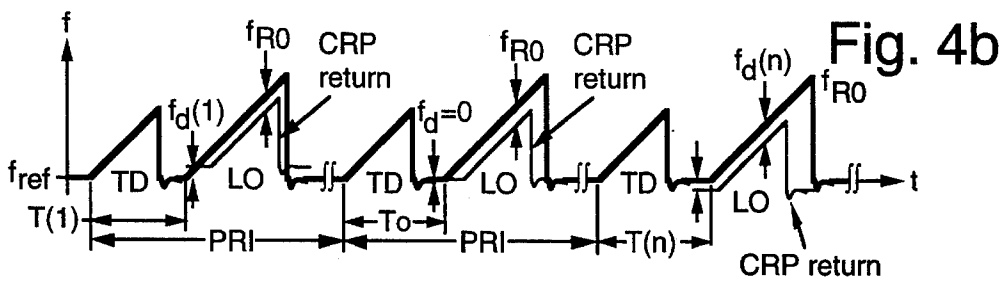 Fig. 4b
f
fR0
CRP
return
fd(1)
fR0
CRP
return
fd=0
fd(n)
fR0
fref
TD
LO
TD
LO
TD
LO
t
T(1)
To
T(n)
PRI
PRI
CRP return